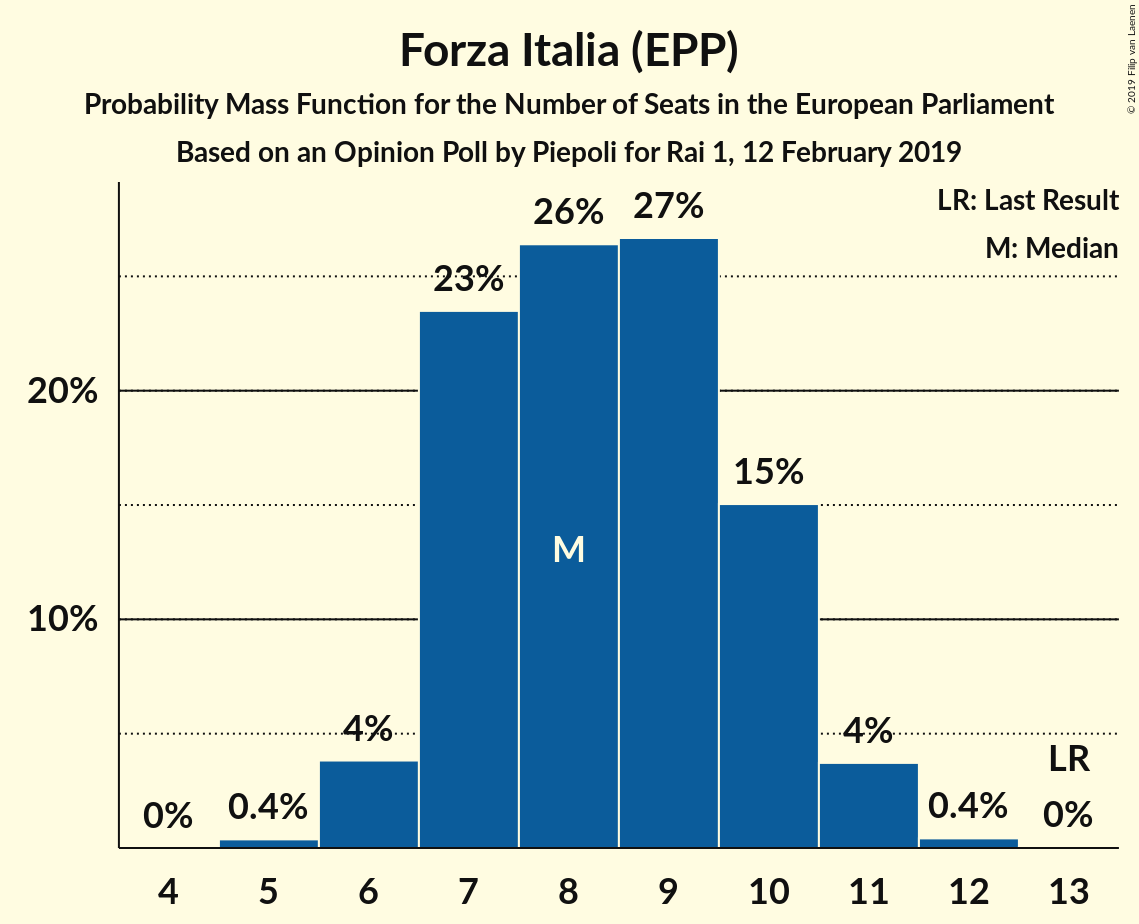 Forza Italia (EPP)
Probability Mass Function for the Number of Seats in the European Parliament
Based on an Opinion Poll by Piepoli for Rai 1, 12 February 2019
© 2019 Filip van Laenen
LR: Last Result
M: Median
20%
10%
0%
0.4%
4%
23%
26%
27%
15%
4%
0.4%
LR
0%
M
4 5 6 7 8 9 10 11 12 13